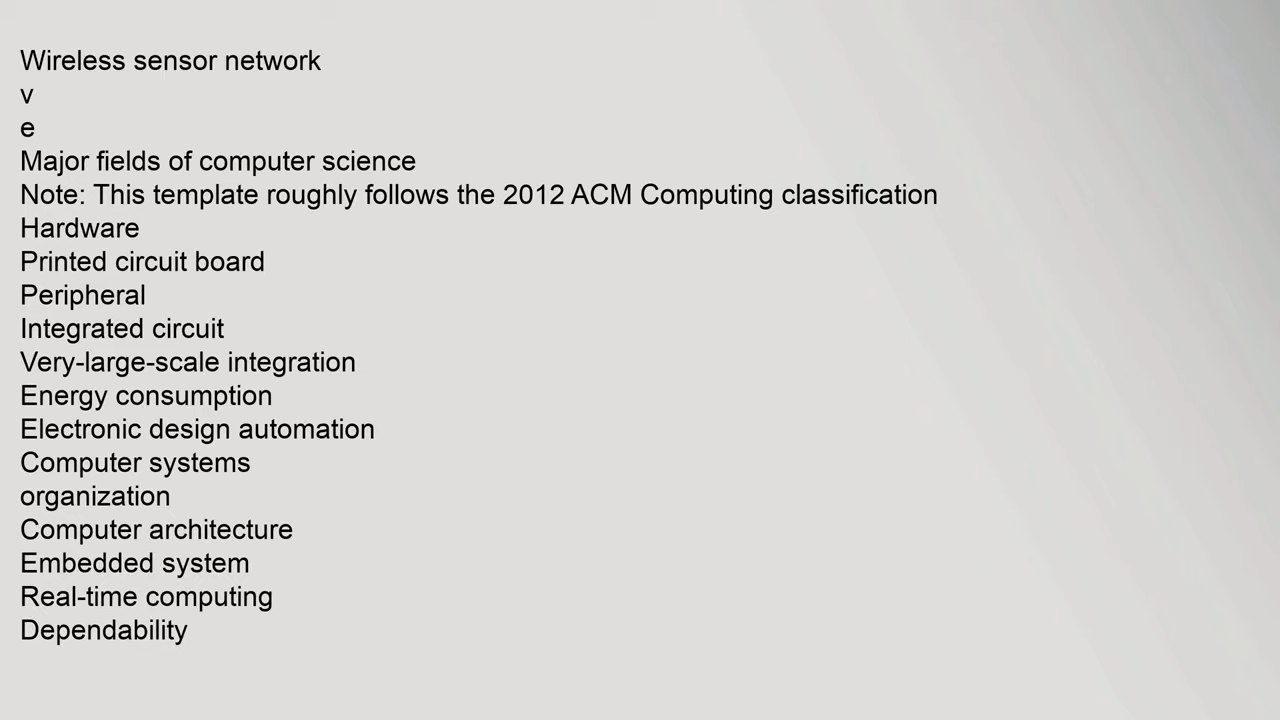 Wireless sensor network
v
e
Major fields of computer science
Note: This template roughly follows the 2012 ACM Computing classification
Hardware
Printed circuit board
Peripheral
Integrated circuit
Very-large-scale integration
Energy consumption
Electronic design automation
Computer systems
organization
Computer architecture
Embedded system
Real-time computing
Dependability